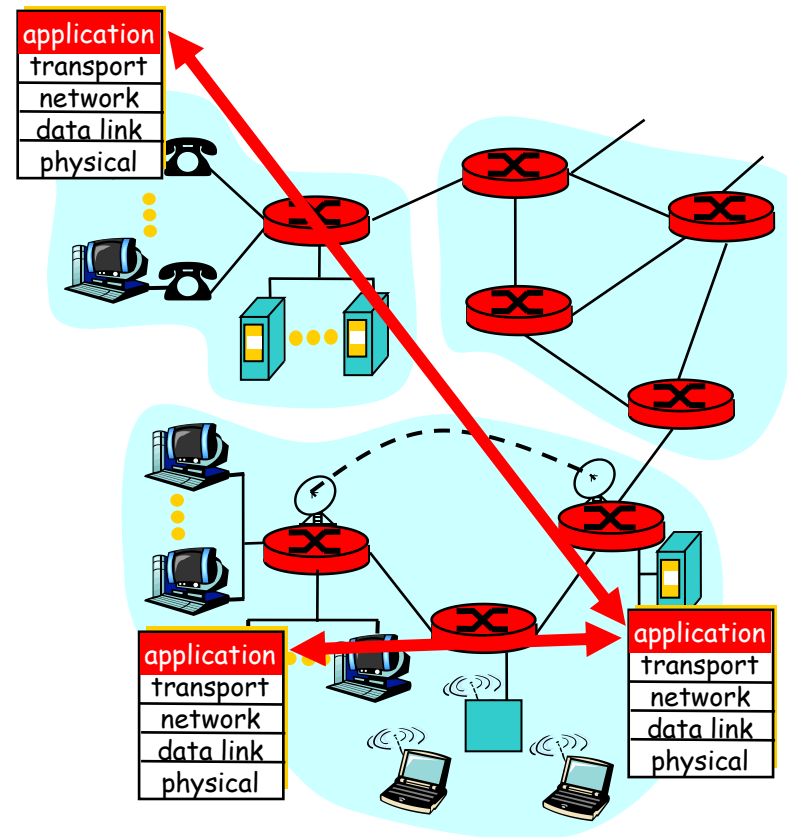 application
transport
network
data link
physical
application
transport
network
data link
physical
application
transport
network
data link
physical